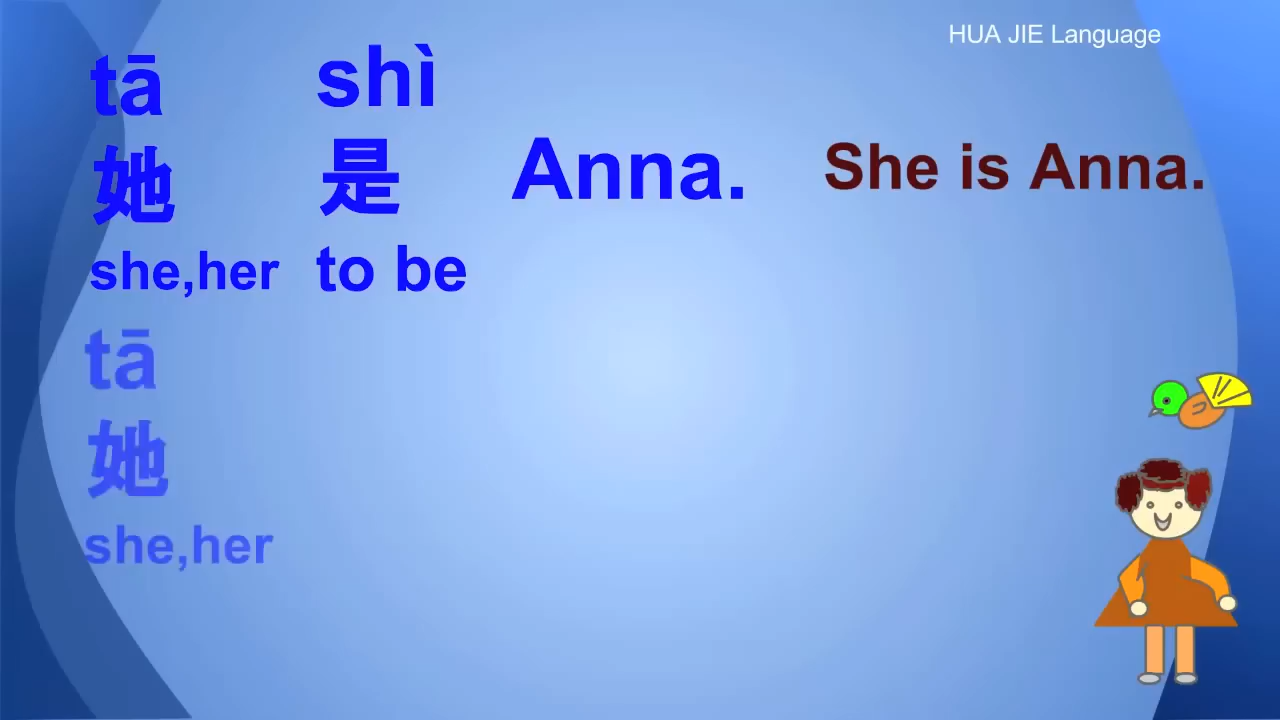 HUA JIE Language
tā shì
她 是 Anna. She is Anna.
she,her to be
tā
她
she,her